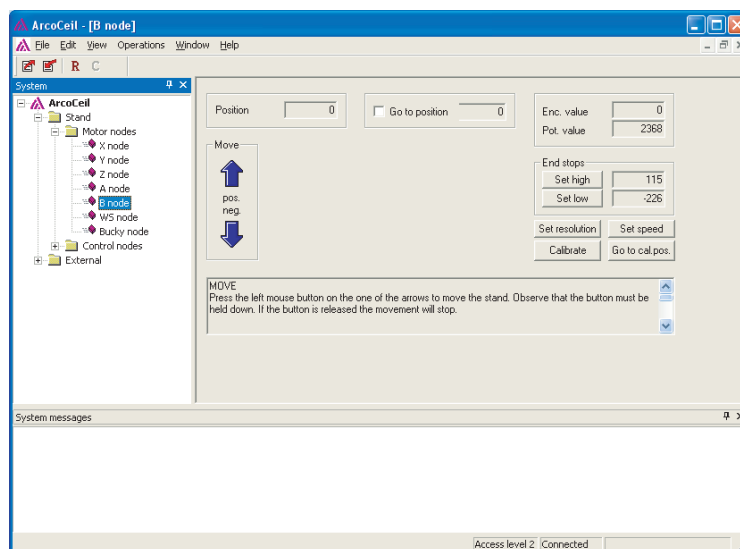 ArcoCeil - [B node]
File Edit View Operations Window Help
R C
System
ArcoCeil
Stand
Motor nodes
X node
Y node
Z node
A node
B node
WS node
Bucky node
Control nodes
External
Position 0
Go to position 0
Enc. value 0
Pot. value 2368
Move
pos.
neg.
End stops
Set high 115
Set low -226
Set resolution Set speed
Calibrate Go to cal.pos.
MOVE
Press the left mouse button on the one of the arrows to move the stand. Observe that the button must be
held down. If the button is released the movement will stop.
System messages
Access level 2 Connected